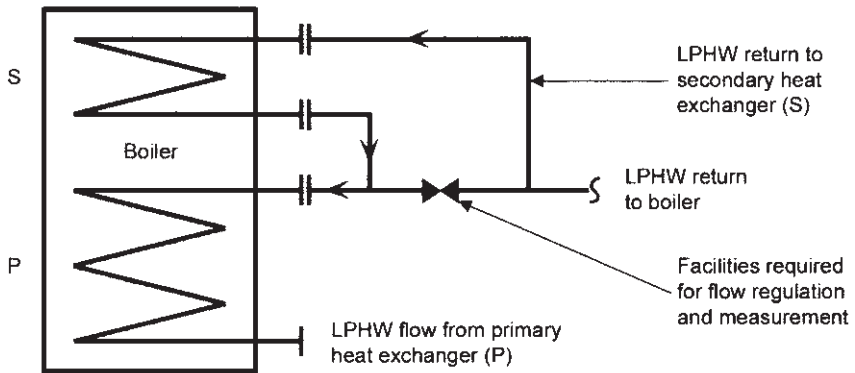 S
LPHW return to
secondary heat
exchanger (S)
Boiler
LPHW return
to boiler
P
Facilities required
for flow regulation
and measurement
LPHW flow from primary
heat exchanger (P)